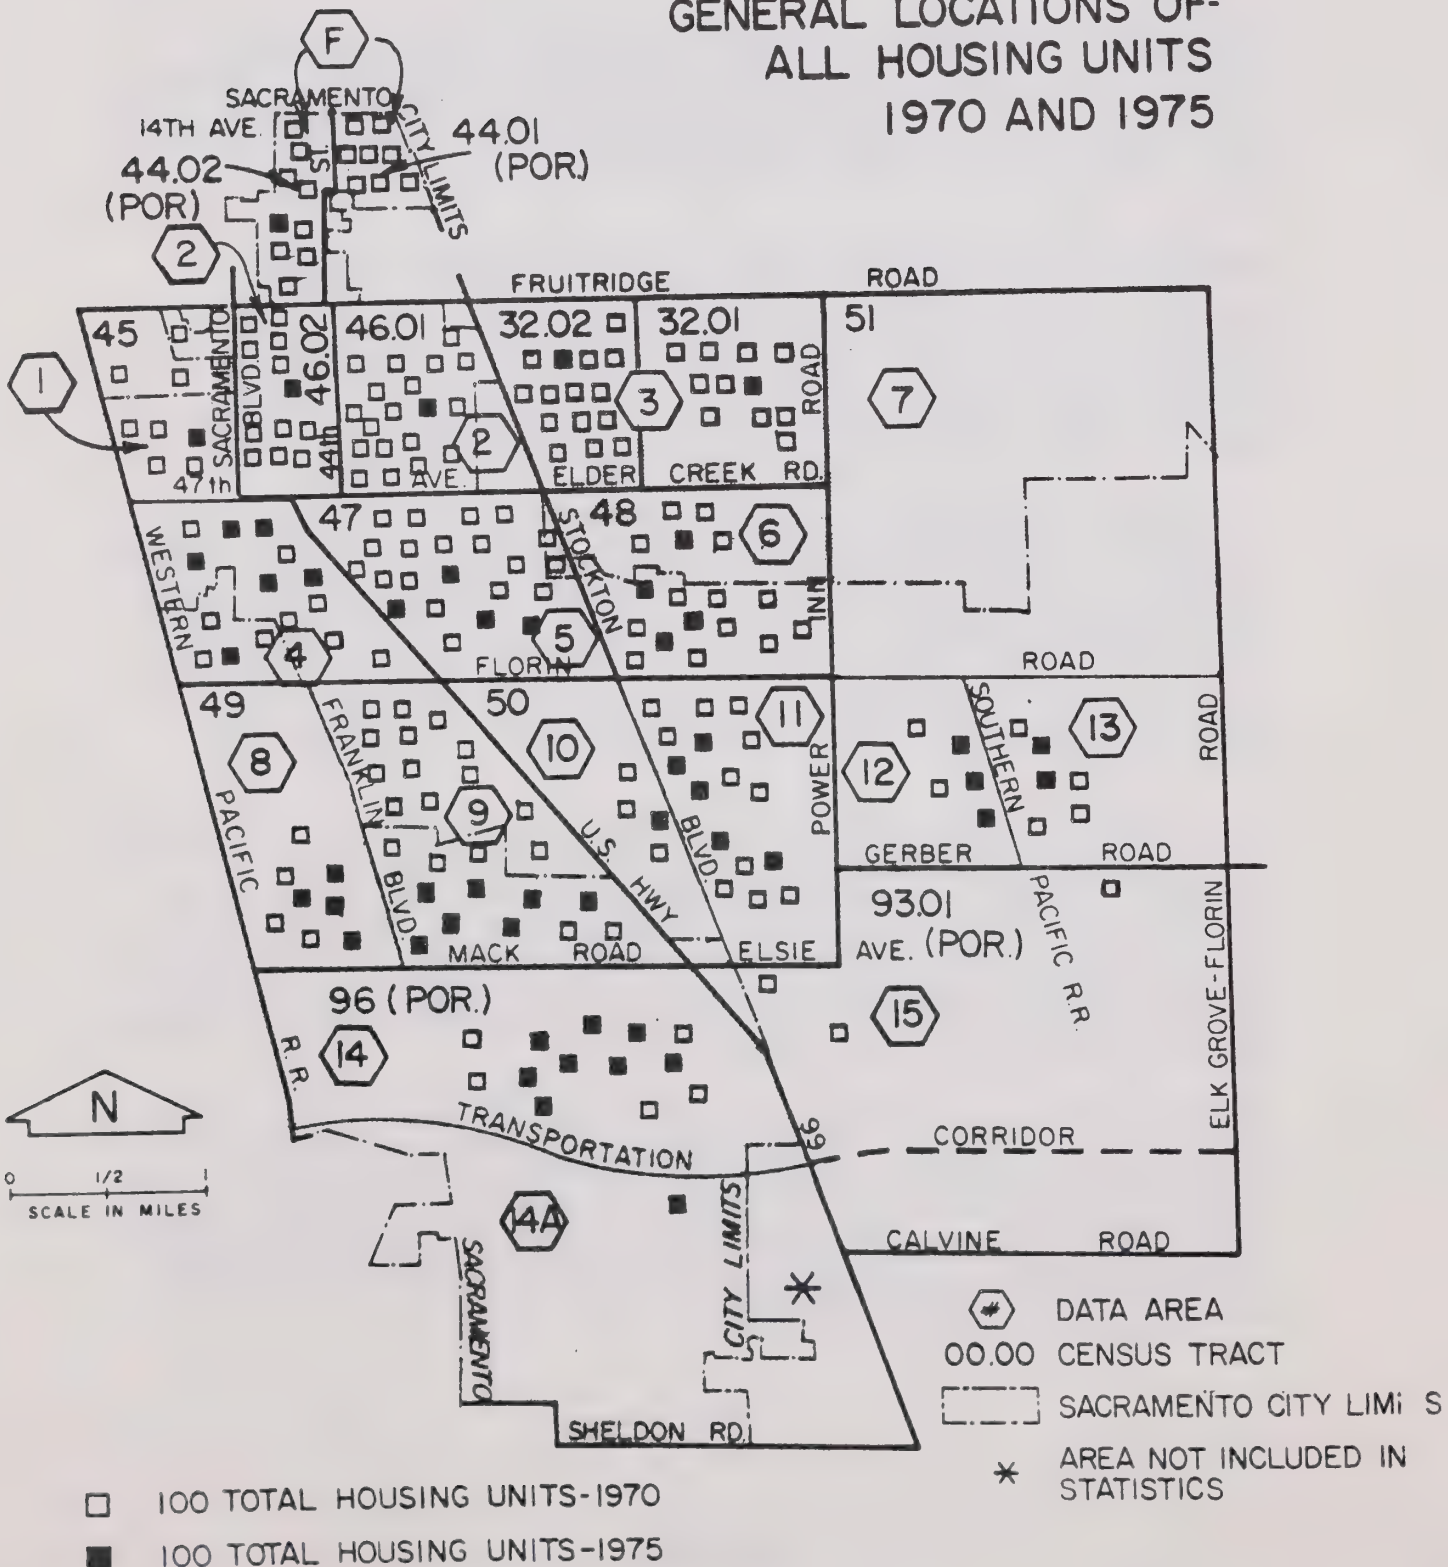 GENERAL LOCATIONS OF
ALL HOUSING UNITS
1970 AND 1975
F
SACRAMENTO
CITY LIMITS
14TH AVE.
ST.
44.01
(POR.)
44.02
(POR)
2
FRUITRIDGE ROAD
45
SACRAMENTO
BLVD.
46.02
46.01
32.02
32.01
51
1
3
ROAD
7
2
44th
47th
AVE.
ELDER CREEK RD.
47
48
6
WESTERN
STOCKTON
INN
5
4
FLORIN
ROAD
49
50
11
SOUTHERN
13
ROAD
FRANKLIN
10
8
12
PACIFIC
9
POWER
U.S.
BLVD.
GERBER ROAD
BLVD.
HWY
PACIFIC R.R.
93.01
(POR.)
MACK ROAD
ELSIE AVE.
96 (POR.)
15
14
R. R.
ELK GROVE-FLORIN
N
TRANSPORTATION
99
CORRIDOR
0 1/2 1
SCALE IN MILES
14A
CITY LIMITS
SACRAMENTO
CALVINE ROAD
*
SHELDON RD.
# DATA AREA
00.00 CENSUS TRACT
SACRAMENTO CITY LIMi S
* AREA NOT INCLUDED IN
STATISTICS
100 TOTAL HOUSING UNITS-1970
100 TOTAL HOUSING UNITS-1975